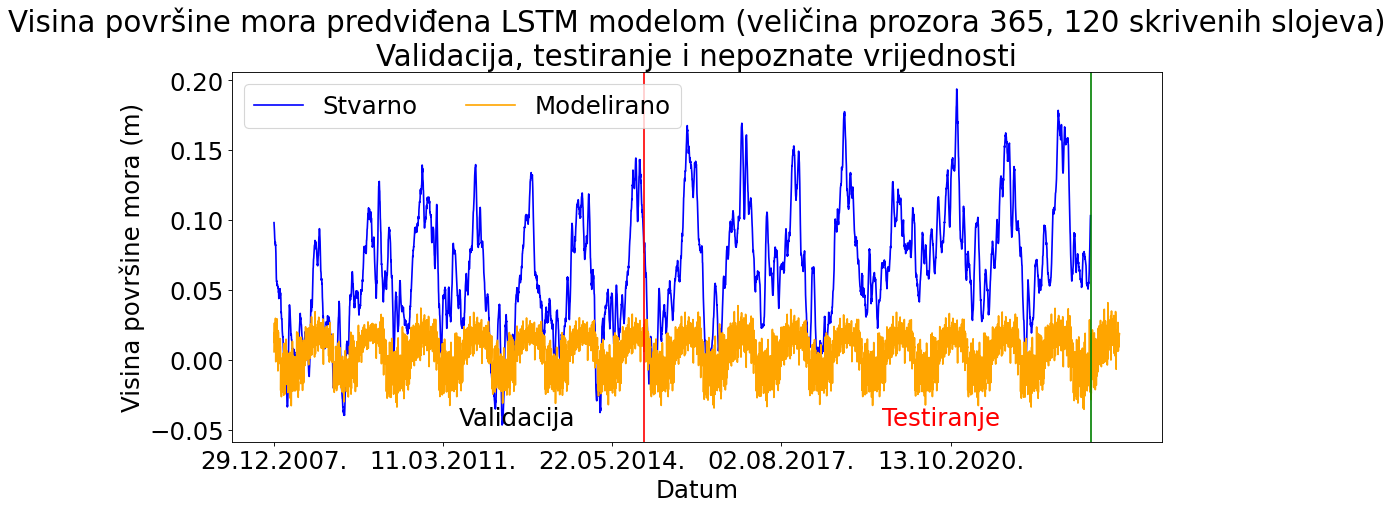 Visina površine mora predviđena LSTM modelom (veličina prozora 365, 120 skrivenih slojeva)
Validacija, testiranje i nepoznate vrijednosti
Stvarno
Modelirano
Visina površine mora (m)
0.20
0.15
0.10
0.05
0.00
−0.05
Validacija
Testiranje
29.12.2007.
11.03.2011.
22.05.2014.
02.08.2017.
13.10.2020.
Datum